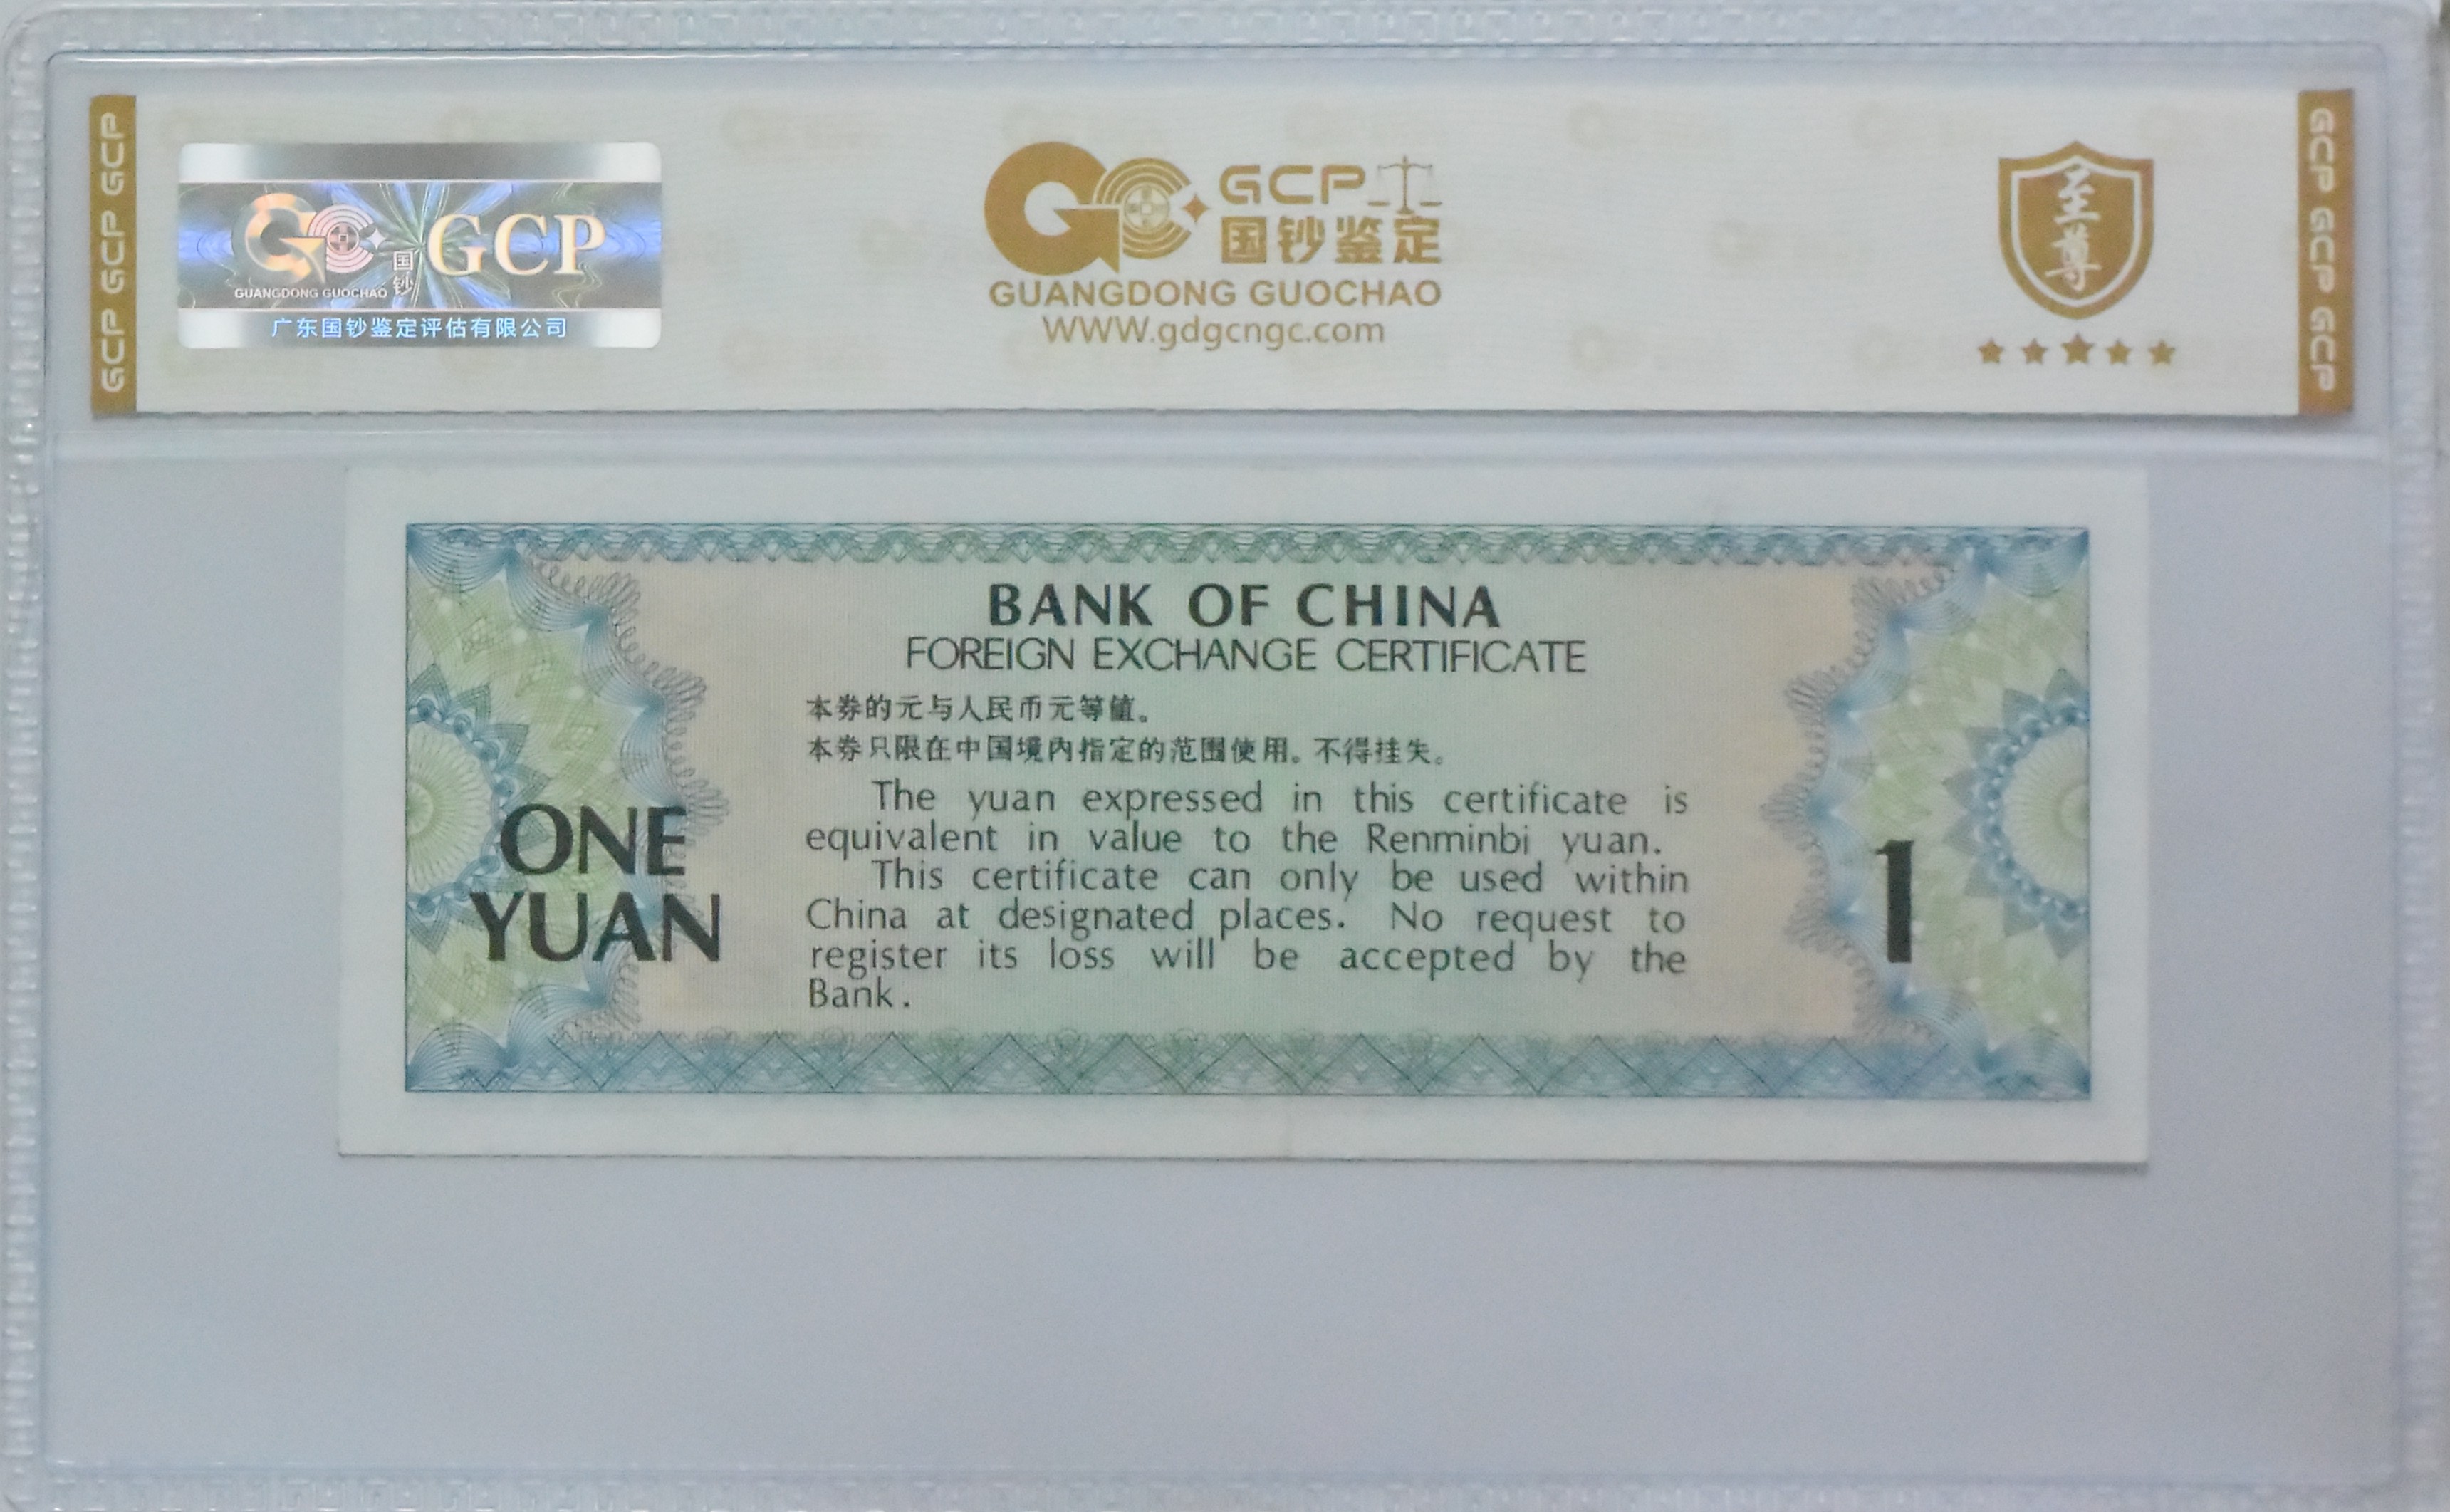 GCP GCP GCP
GUANGDONG GUOCHAO
国钞
GCP
广东国钞鉴定评估有限公司
GCP
国钞鉴定
GUANGDONG GUOCHAO
WWW.gdgcngc.com
至尊
GCP GCP GCP
BANK OF CHINA
FOREIGN EXCHANGE CERTIFICATE
本券的元与人民币元等值。
本券只限在中国境内指定的范围使用。不得挂失。
The yuan expressed in this certificate is
equivalent in value to the Renminbi yuan.
This certificate can only be used within
China at designated places. No request to
register its loss will be accepted by the
Bank.
ONE
YUAN
1